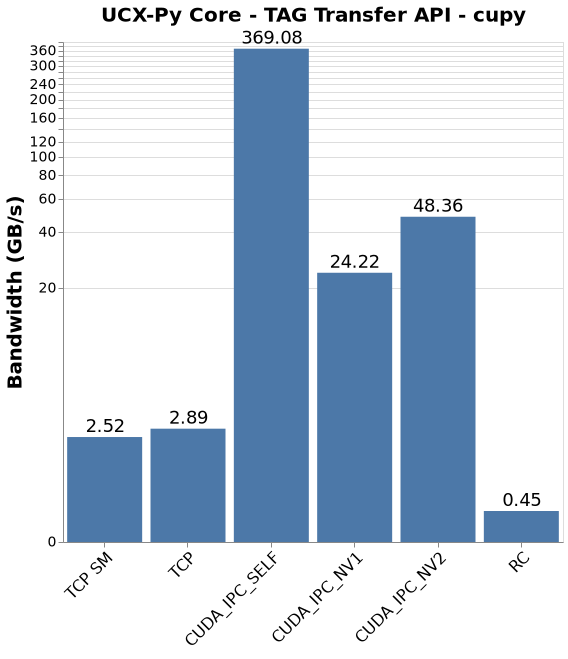 UCX-Py Core - TAG Transfer API - cupy
Bandwidth (GB/s)
360
300
240
200
160
120
100
80
60
40
20
0
2.52
2.89
369.08
24.22
48.36
0.45
TCP SM
TCP
CUDA_IPC_SELF
CUDA_IPC_NV1
CUDA_IPC_NV2
RC